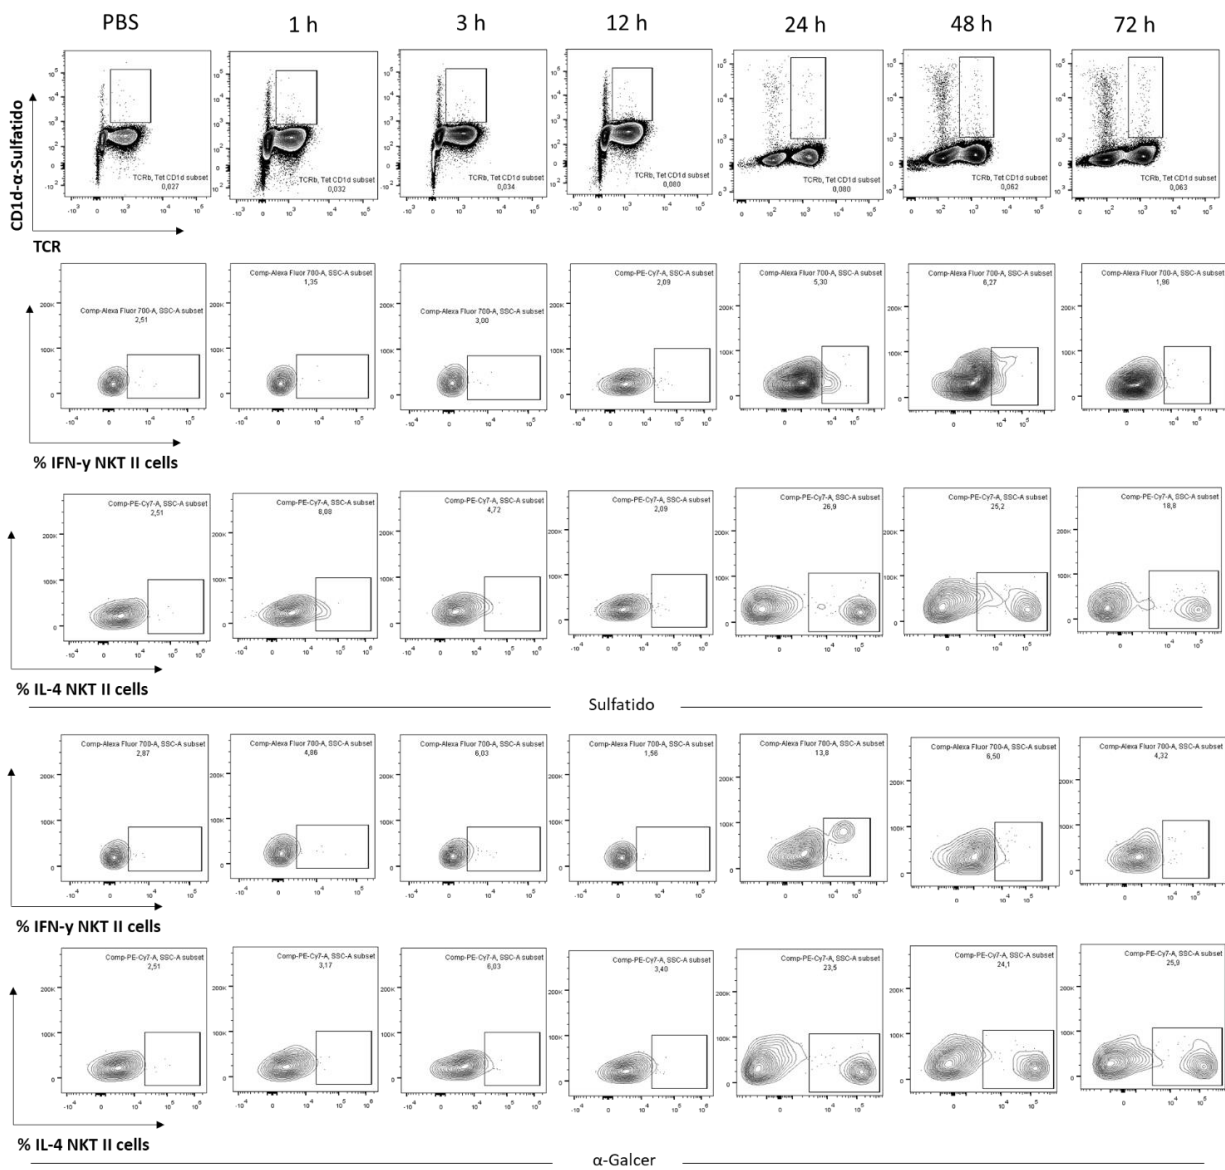 PBS 1 h 3 h 12 h 24 h 48 h 72 h
CD1d-α-Sulfatido
TCRb, Tet CD1d subset
0,027
TCRb, Tet CD1d subset
0,032
TCRb, Tet CD1d subset
0,034
TCRb, Tet CD1d subset
TCRb, Tet CD1d subset
0,080
TCRb, Tet CD1d subset
0,062
TCRb, Tet CD1d subset
0,063
TCR
Comp-Alexa Fluor 700-A, SSC-A subset
2,51
Comp-Alexa Fluor 700-A, SSC-A subset
1,35
Comp-Alexa Fluor 700-A, SSC-A subset
3,00
Comp-PE-Cy7-A, SSC-A subset
2,09
Comp-Alexa Fluor 700-A, SSC-A subset
5,30
Comp-Alexa Fluor 700-A, SSC-A subset
6,27
Comp-Alexa Fluor 700-A, SSC-A subset
1,96
% IFN-y NKT II cells
Comp-PE-Cy7-A, SSC-A subset
2,51
Comp-PE-Cy7-A, SSC-A subset
8,08
Comp-PE-Cy7-A, SSC-A subset
4,72
Comp-PE-Cy7-A, SSC-A subset
2,09
Comp-PE-Cy7-A, SSC-A subset
26,9
Comp-PE-Cy7-A, SSC-A subset
25,2
Comp-PE-Cy7-A, SSC-A subset
18,8
% IL-4 NKT II cells
Sulfatido
Comp-Alexa Fluor 700-A, SSC-A subset
2,87
Comp-Alexa Fluor 700-A, SSC-A subset
4,86
Comp-Alexa Fluor 700-A, SSC-A subset
6,03
Comp-Alexa Fluor 700-A, SSC-A subset
1,56
Comp-Alexa Fluor 700-A, SSC-A subset
13,8
Comp-Alexa Fluor 700-A, SSC-A subset
6,50
Comp-Alexa Fluor 700-A, SSC-A subset
4,32
% IFN-y NKT II cells
Comp-PE-Cy7-A, SSC-A subset
2,51
Comp-PE-Cy7-A, SSC-A subset
3,17
Comp-PE-Cy7-A, SSC-A subset
6,03
Comp-PE-Cy7-A, SSC-A subset
3,40
Comp-PE-Cy7-A, SSC-A subset
23,5
Comp-PE-Cy7-A, SSC-A subset
24,1
Comp-PE-Cy7-A, SSC-A subset
25,9
% IL-4 NKT II cells
α-Galcer